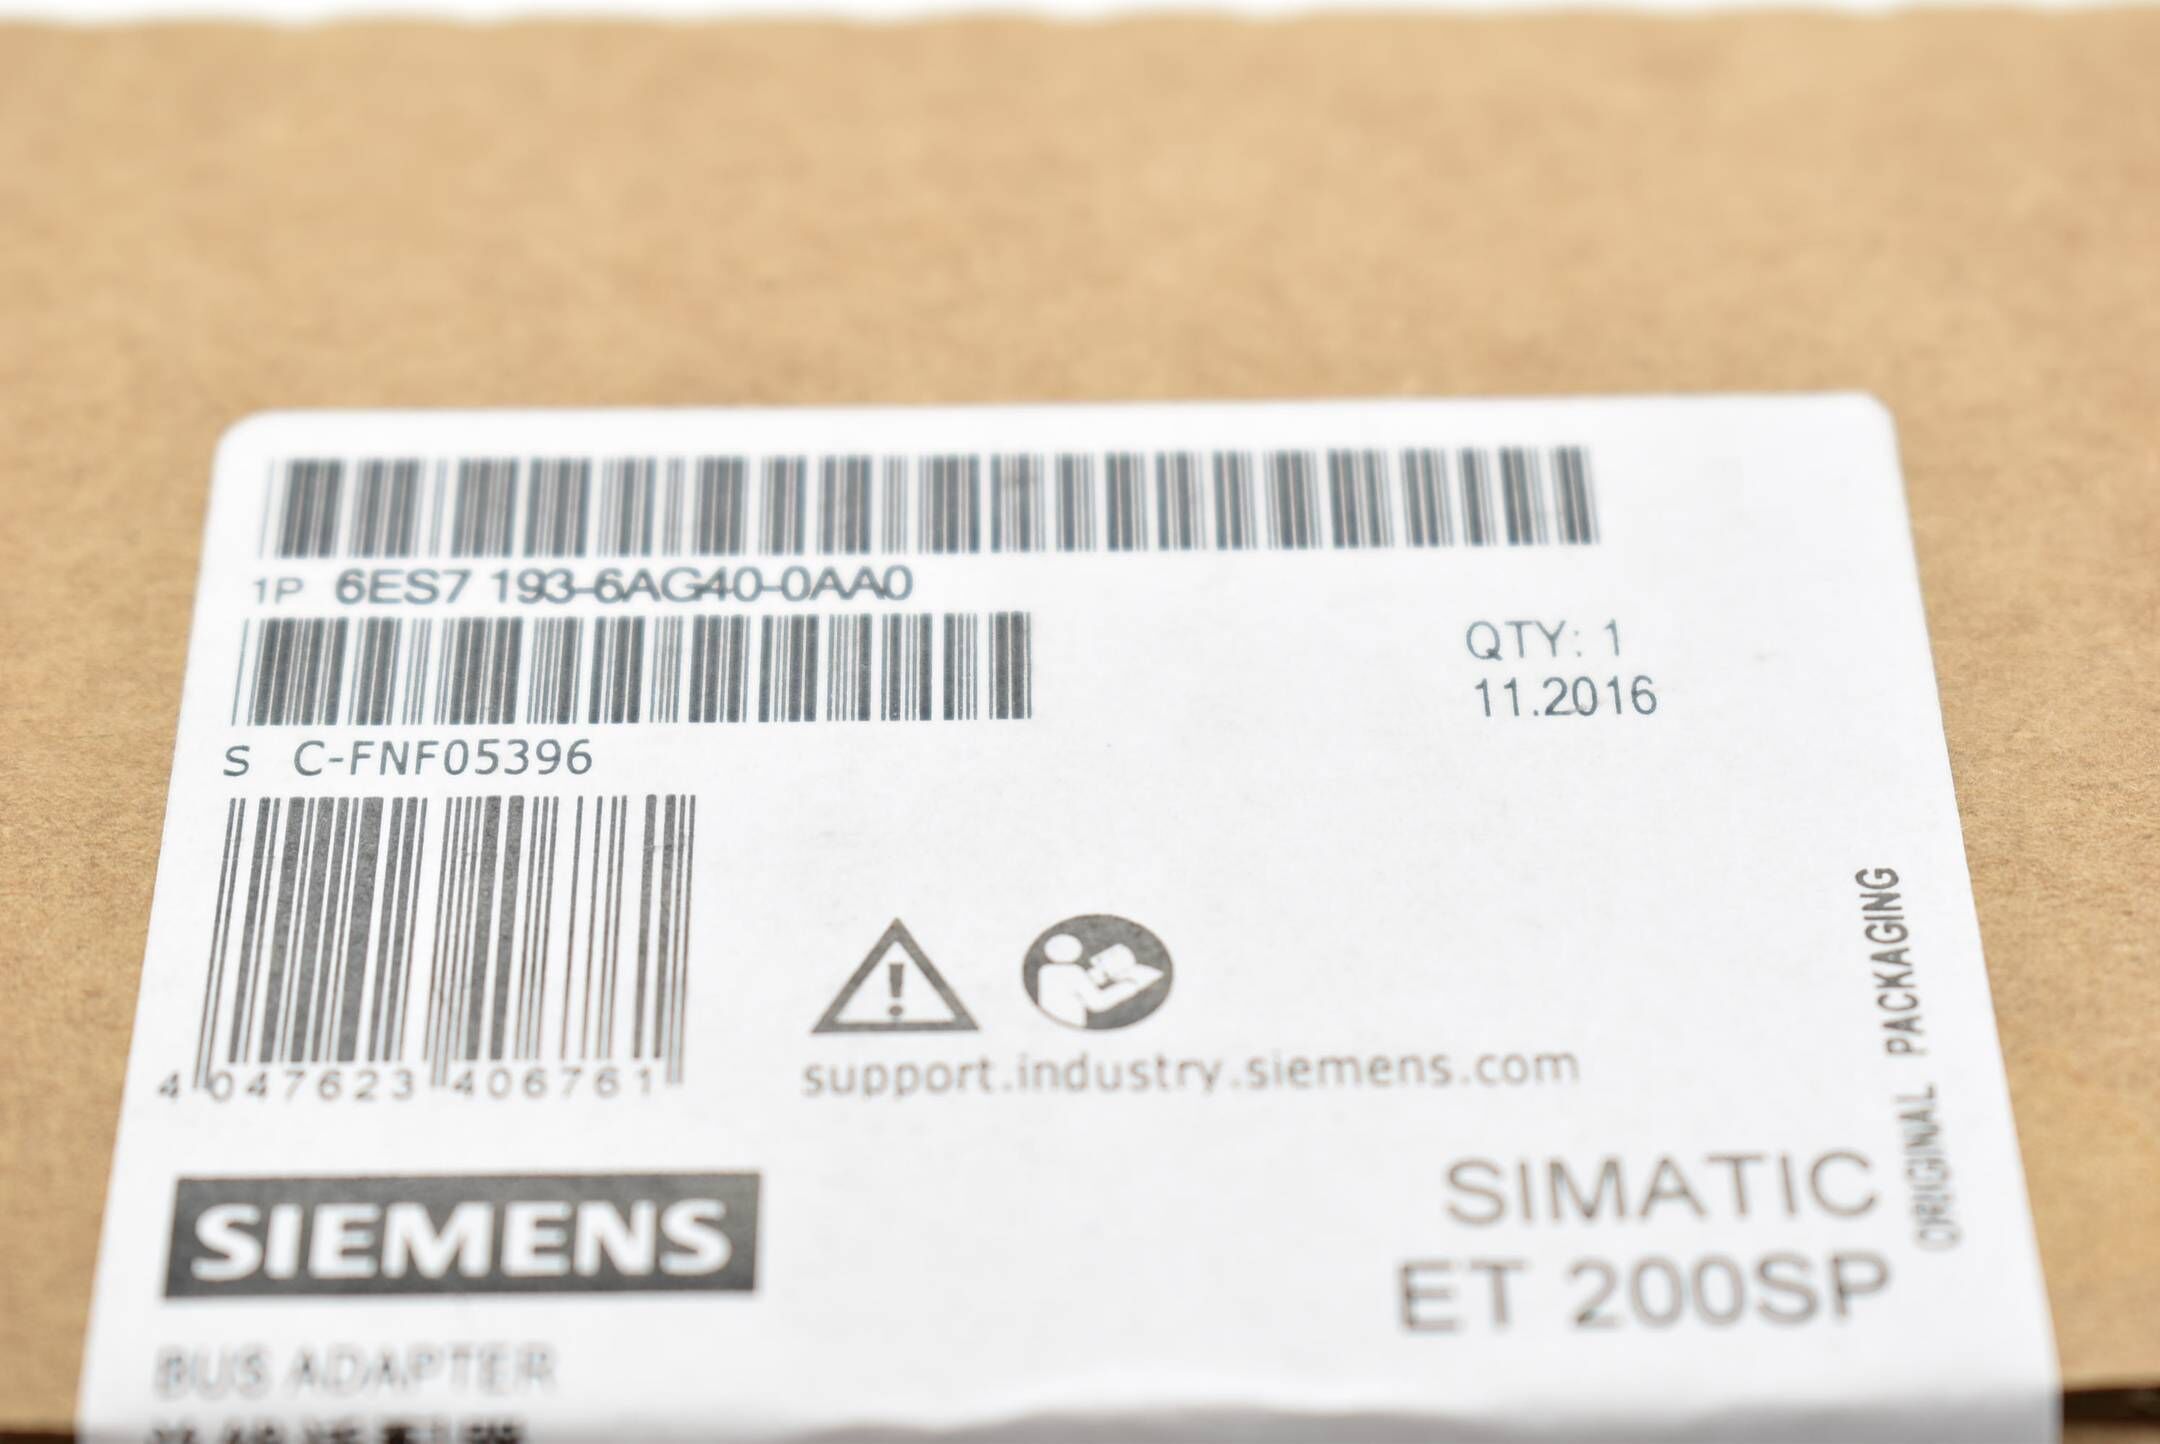 1P 6ES7 193-6AG40-0AA0
QTY: 1
11.2016
S C-FNF05396
4 047623 406761
support.industry.siemens.com
ORIGINAL PACKAGING
SIEMENS
SIMATIC
ET 200SP
BUS ADAPTER